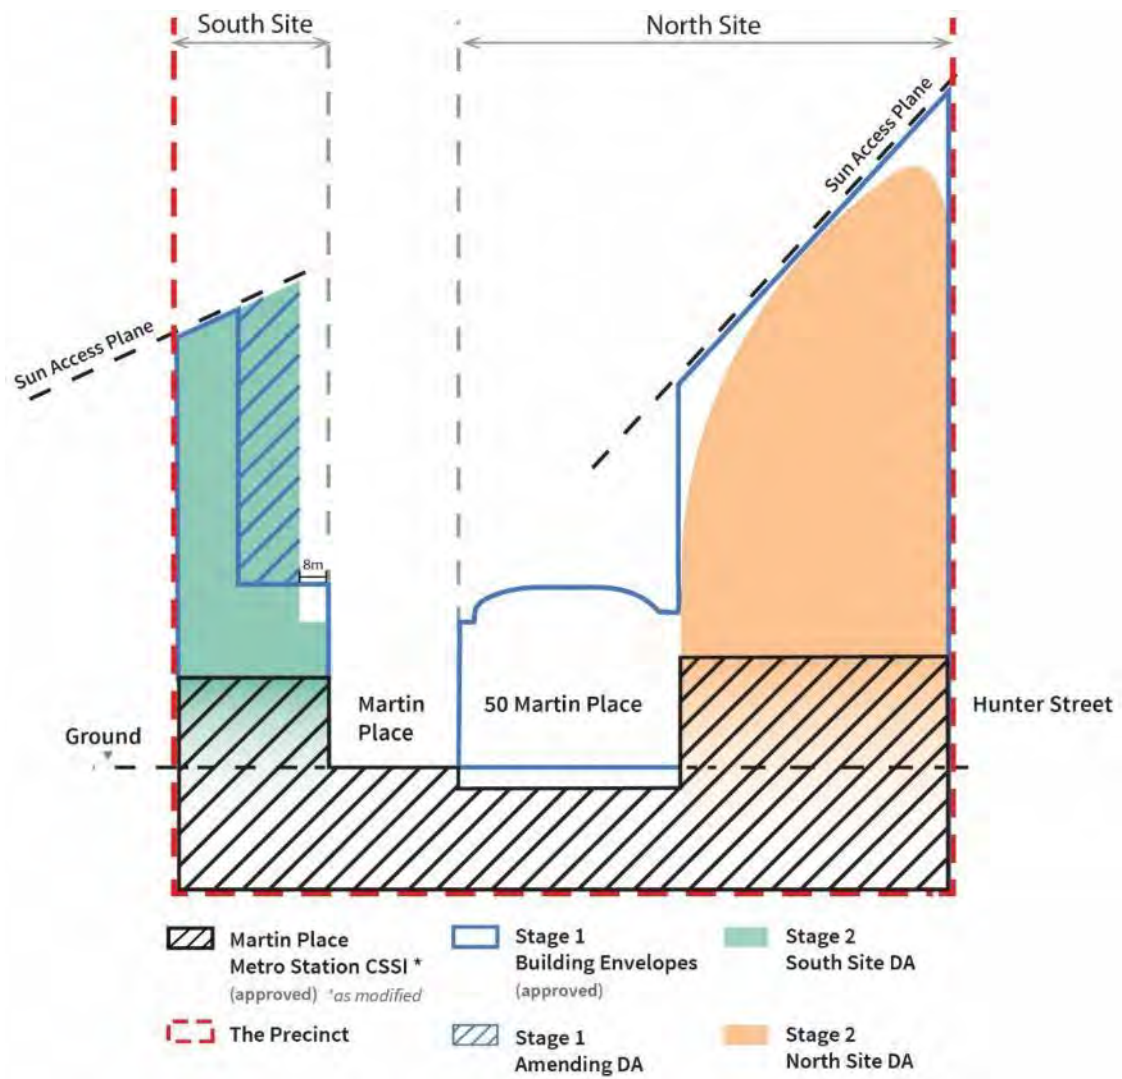 South Site
North Site
Sun Access Plane
Sun Access Plane
8m
Martin
Place
50 Martin Place
Hunter Street
Ground
Martin Place
Metro Station CSSI *
(approved) *as modified
Stage 1
Building Envelopes
(approved)
Stage 2
South Site DA
The Precinct
Stage 1
Amending DA
Stage 2
North Site DA